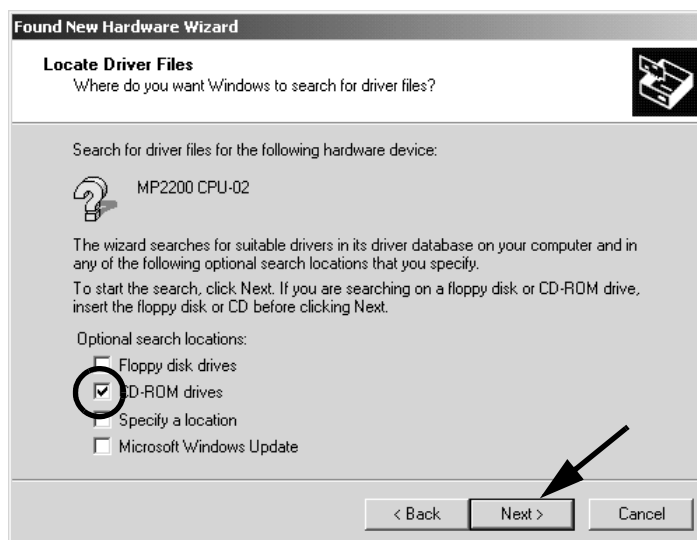 Found New Hardware Wizard
Locate Driver Files
Where do you want Windows to search for driver files?
Search for driver files for the following hardware device:
MP2200 CPU-02
The wizard searches for suitable drivers in its driver database on your computer and in
any of the following optional search locations that you specify.
To start the search, click Next. If you are searching on a floppy disk or CD-ROM drive,
insert the floppy disk or CD before clicking Next.
Optional search locations:
Floppy disk drives
CD-ROM drives
Specify a location
Microsoft Windows Update
< Back Next > Cancel